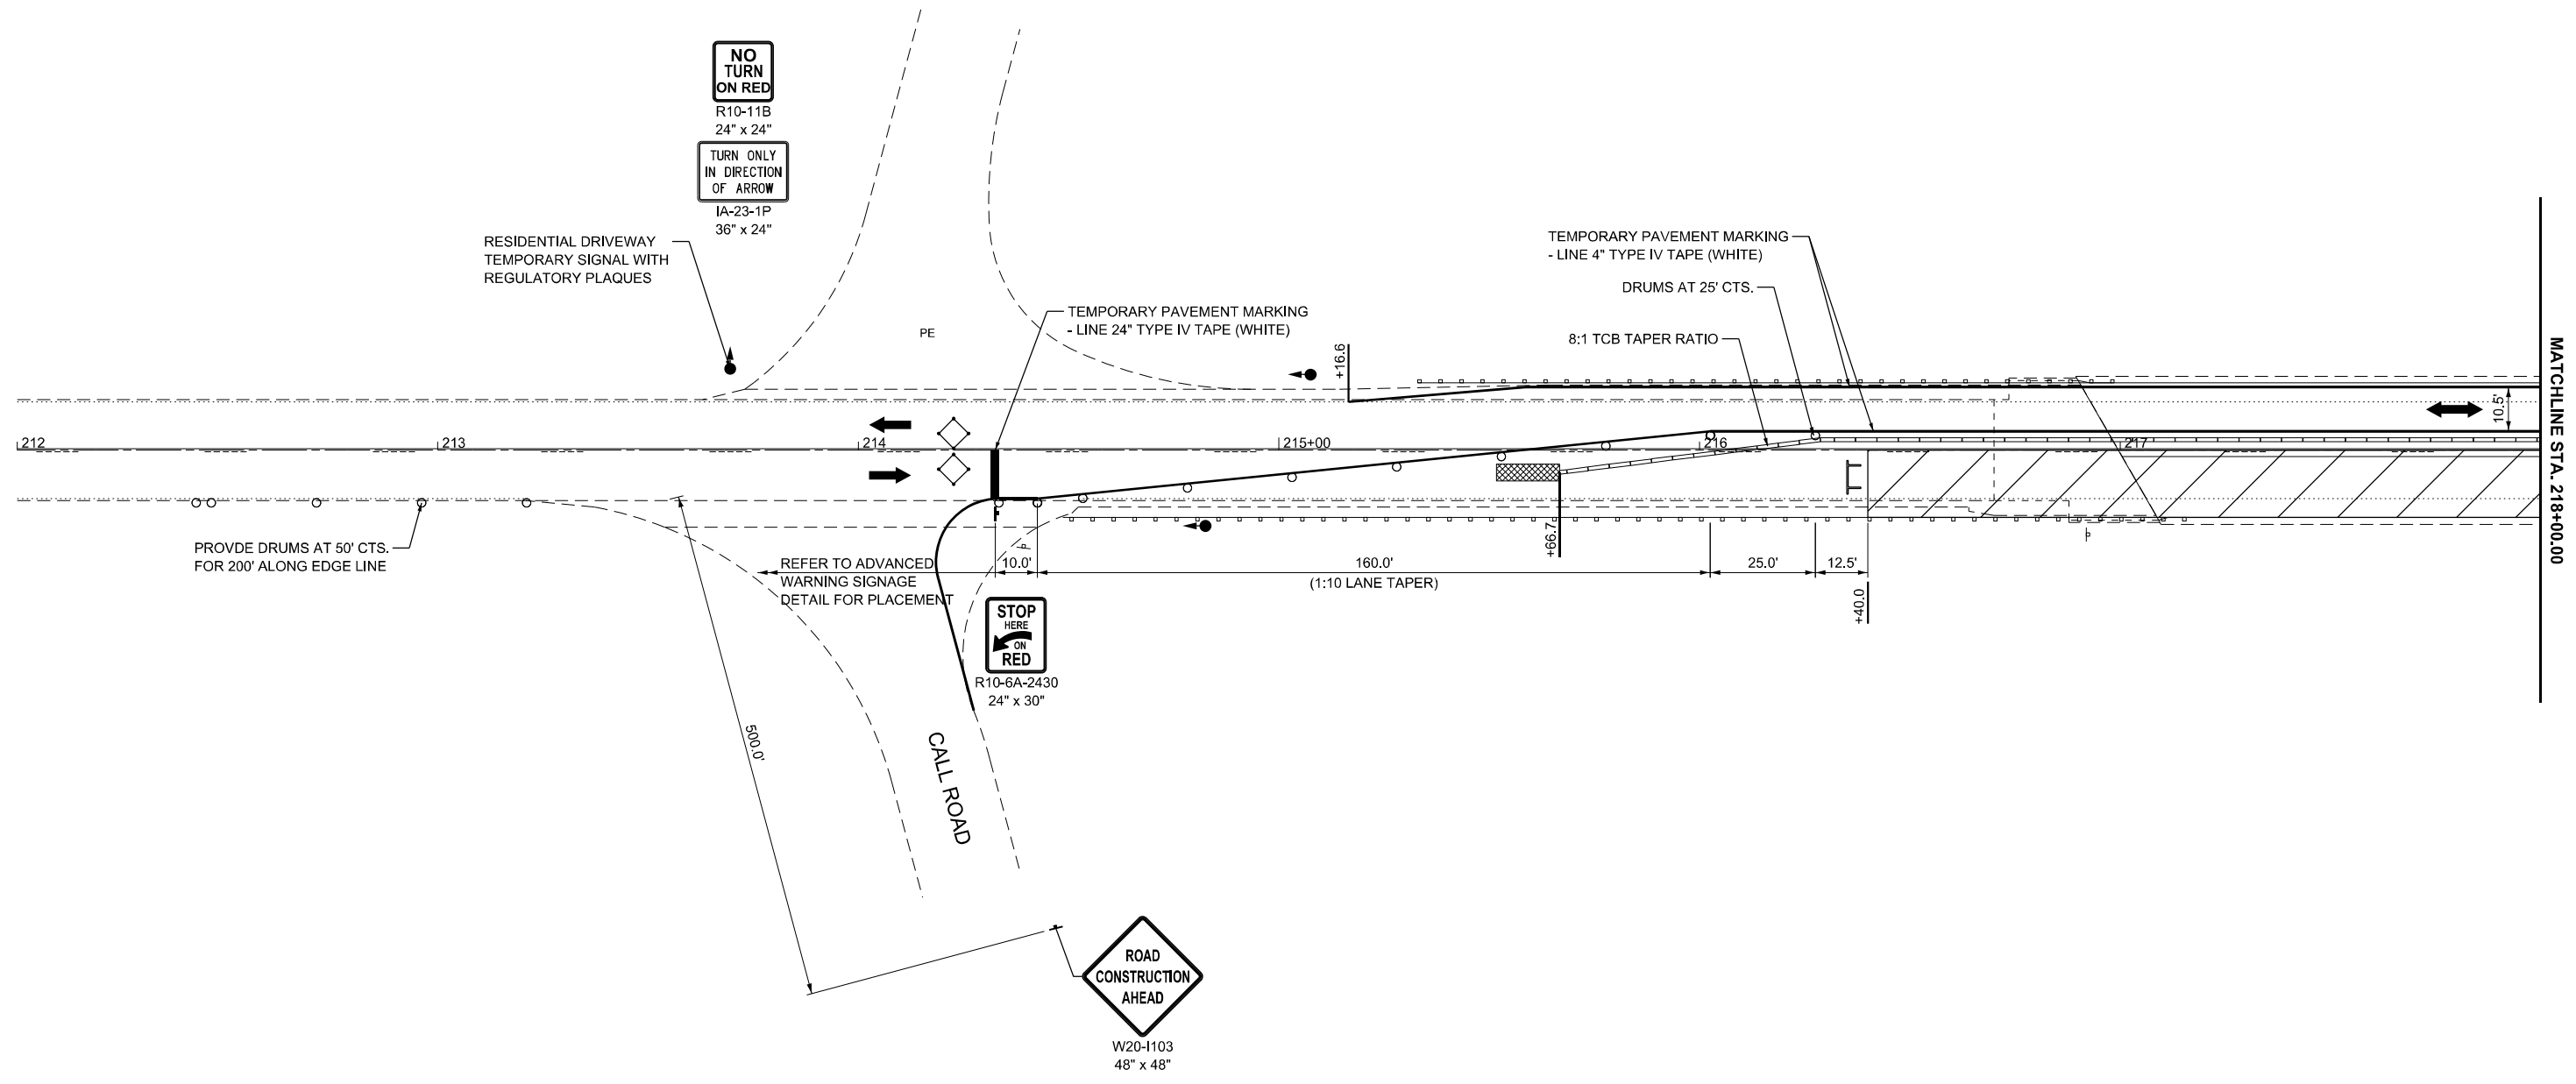 NO
TURN
ON RED
R10-11B
24" x 24"
TURN ONLY
IN DIRECTION
OF ARROW
IA-23-1P
36" x 24"
RESIDENTIAL DRIVEWAY
TEMPORARY SIGNAL WITH
REGULATORY PLAQUES
PE
TEMPORARY PAVEMENT MARKING
- LINE 24" TYPE IV TAPE (WHITE)
TEMPORARY PAVEMENT MARKING
- LINE 4" TYPE IV TAPE (WHITE)
DRUMS AT 25' CTS.
8:1 TCB TAPER RATIO
+16.6
10.5'
MATCHLINE STA. 218+00.00
212
213
214
215+00
216
217
PROVDE DRUMS AT 50' CTS.
FOR 200' ALONG EDGE LINE
REFER TO ADVANCED
WARNING SIGNAGE
DETAIL FOR PLACEMENT
10.0'
160.0'
(1:10 LANE TAPER)
+66.7
25.0'
12.5'
+40.0
P
P
STOP
HERE
ON
RED
R10-6A-2430
24" x 30"
500.0'
CALL ROAD
ROAD
CONSTRUCTION
AHEAD
W20-I103
48" x 48"